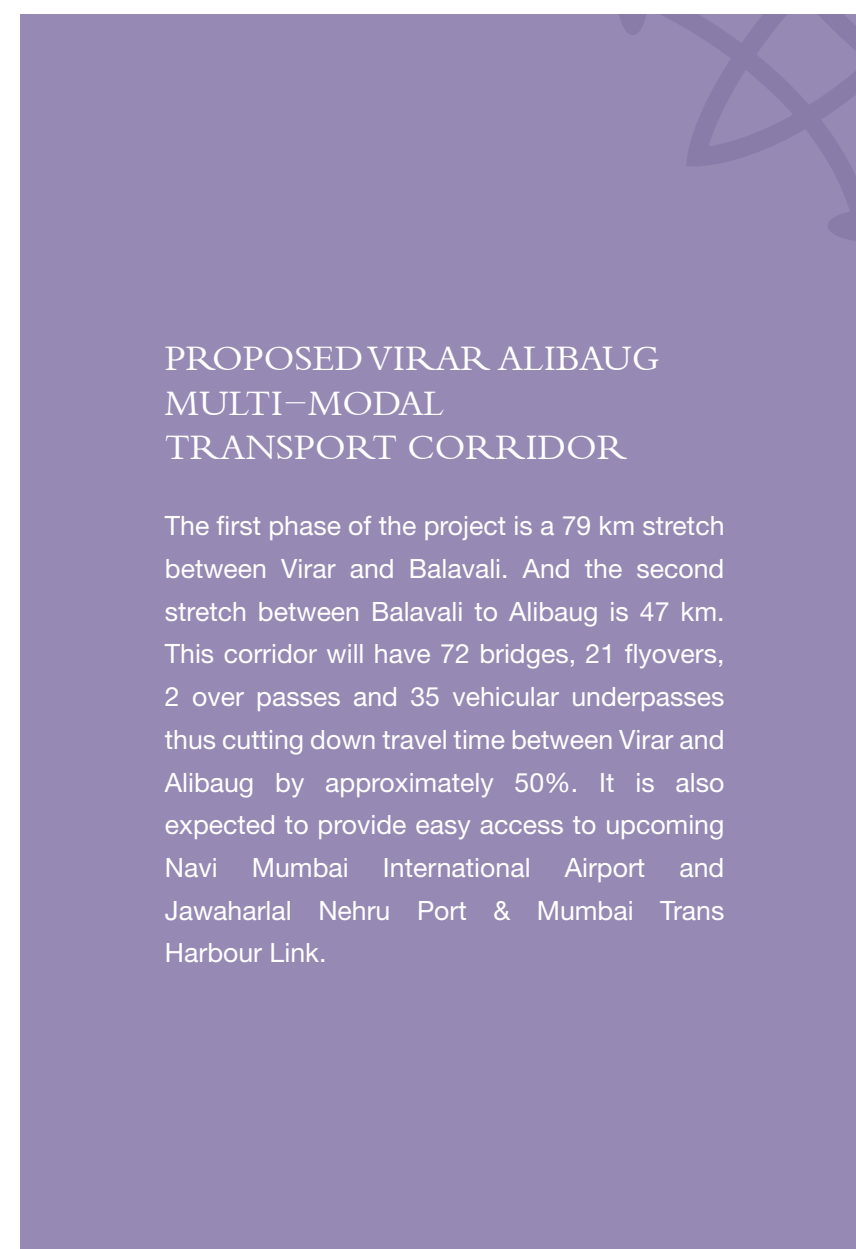 PROPOSED VIRAR ALIBAUG
MULTI–MODAL
TRANSPORT CORRIDOR
The first phase of the project is a 79 km stretch
between Virar and Balavali. And the second
stretch between Balavali to Alibaug is 47 km.
This corridor will have 72 bridges, 21 flyovers,
2 over passes and 35 vehicular underpasses
thus cutting down travel time between Virar and
Alibaug by approximately 50%. It is also
expected to provide easy access to upcoming
Navi Mumbai International Airport and
Jawaharlal Nehru Port & Mumbai Trans
Harbour Link.